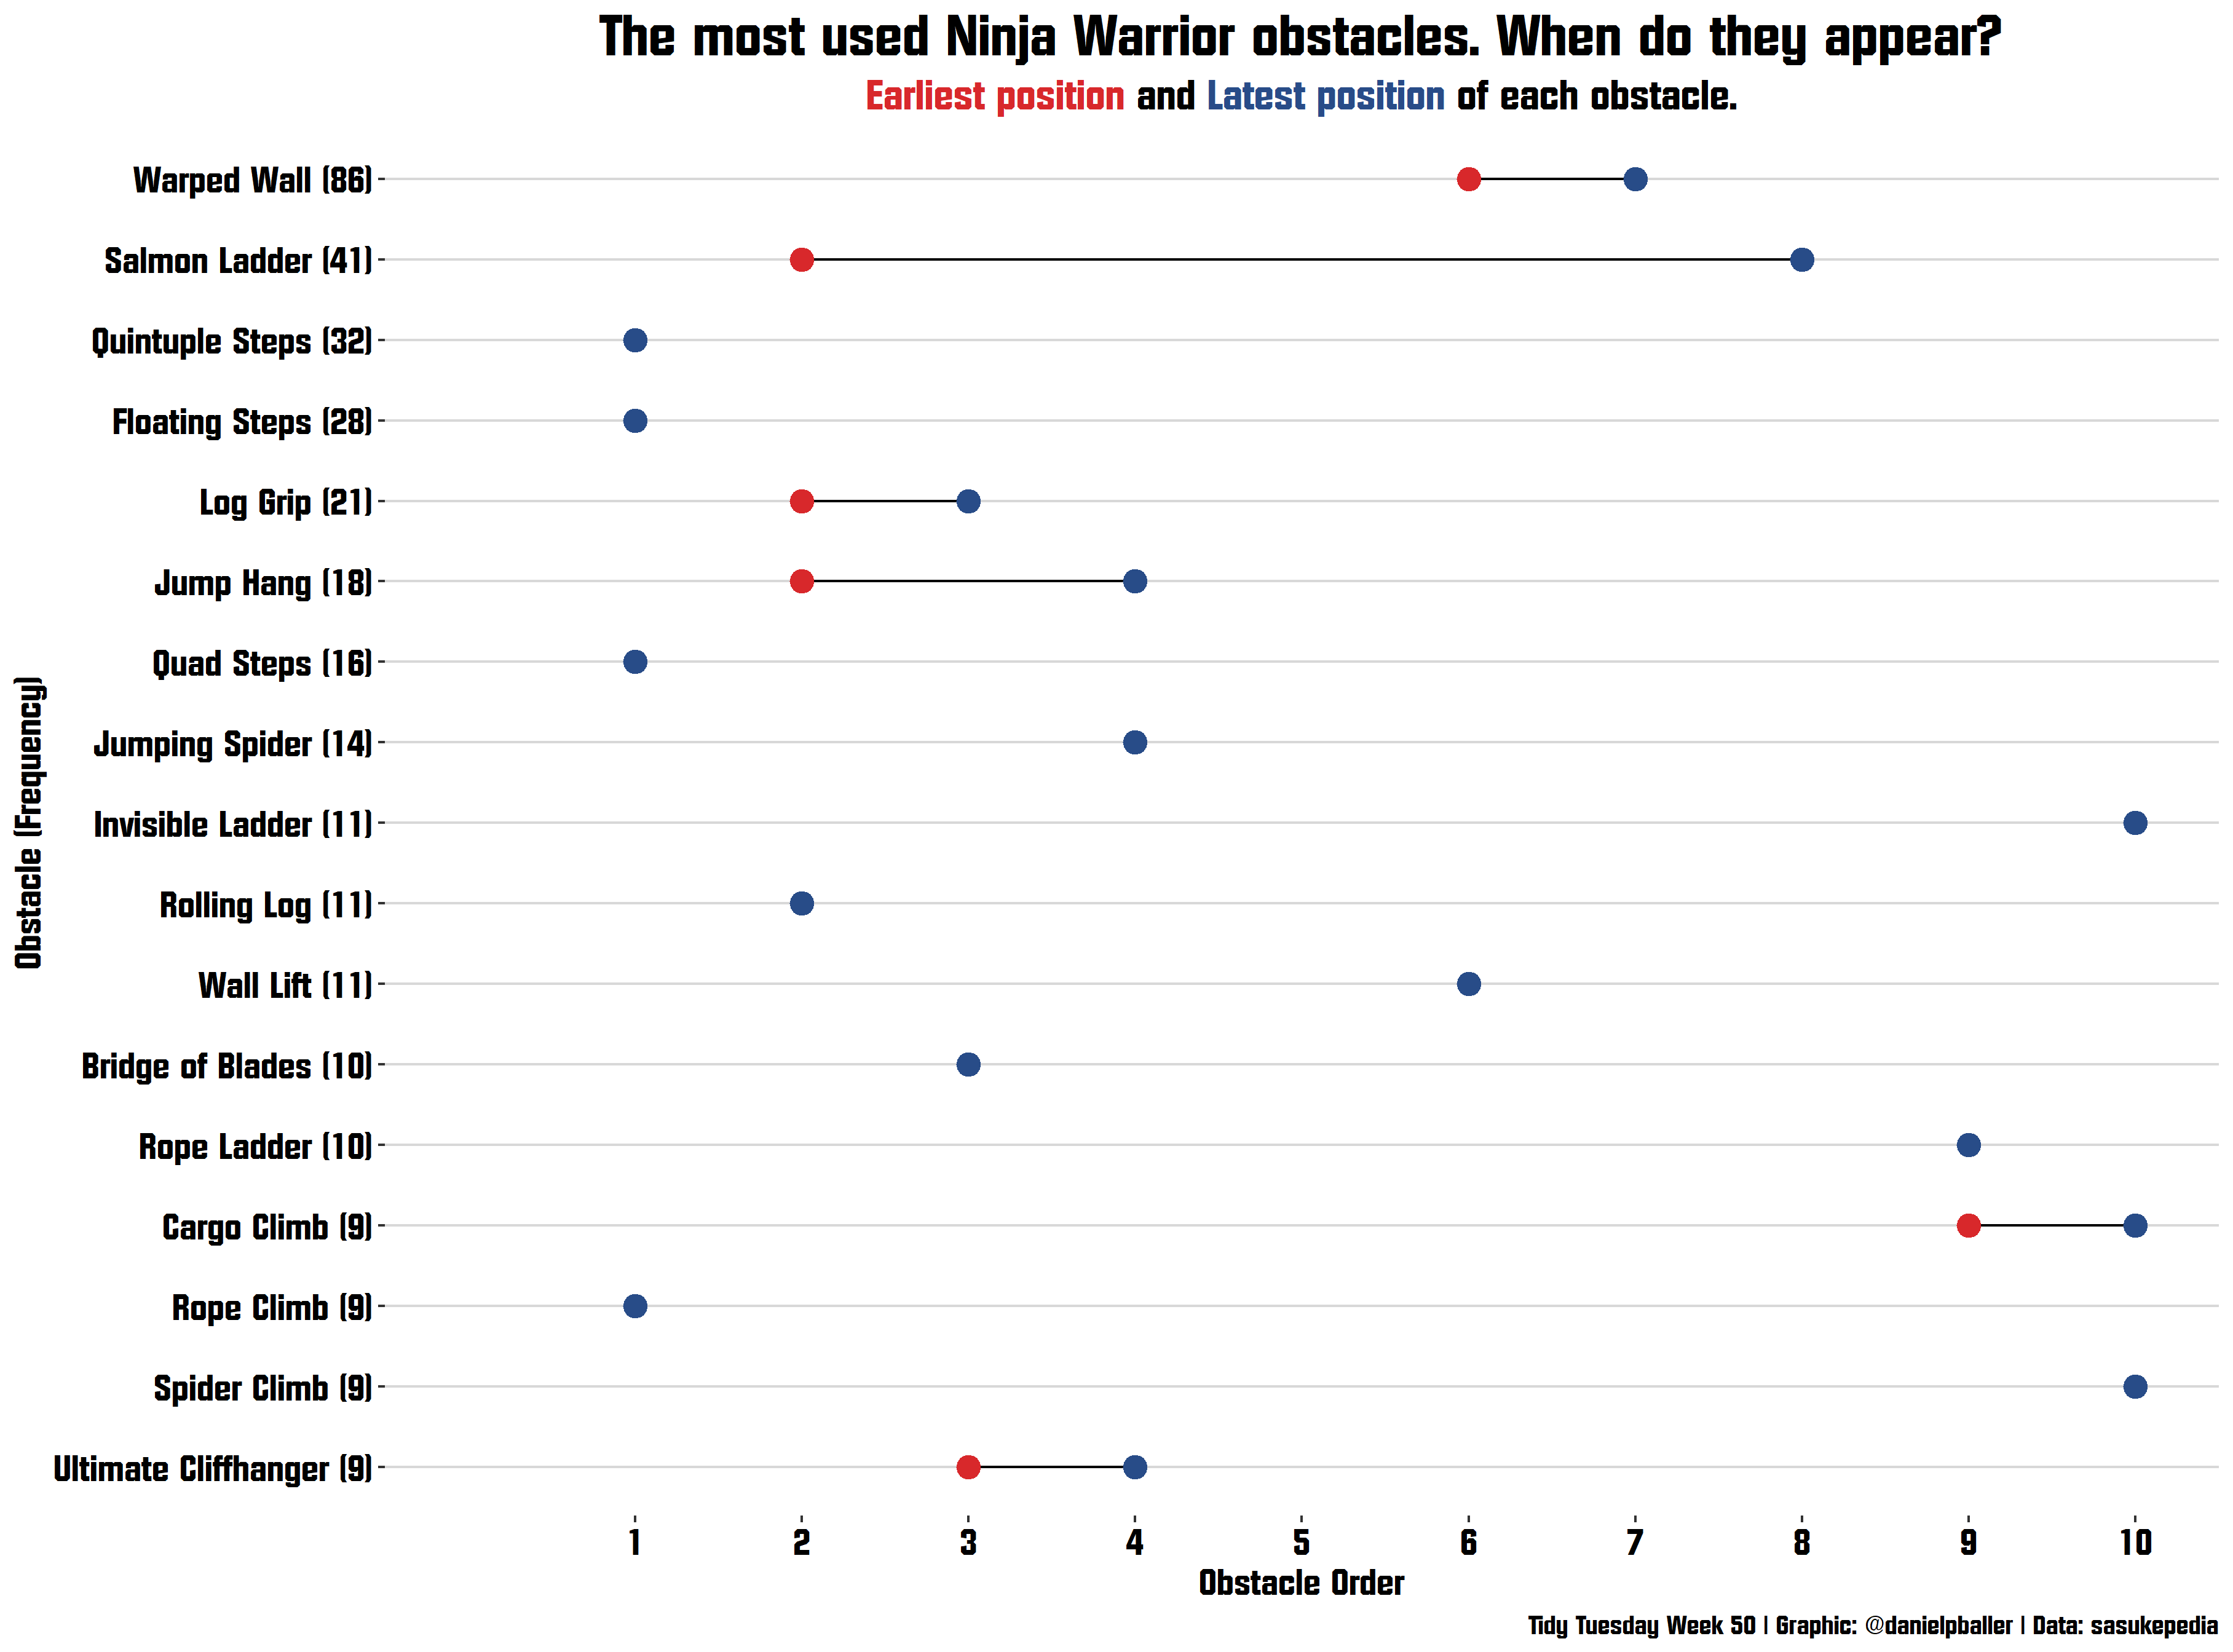 The most used Ninja Warrior obstacles. When do they appear?
Earliest position and Latest position of each obstacle.
Obstacle (Frequency)
Warped Wall (86)
Salmon Ladder (41)
Quintuple Steps (32)
Floating Steps (28)
Log Grip (21)
Jump Hang (18)
Quad Steps (16)
Jumping Spider (14)
Invisible Ladder (11)
Rolling Log (11)
Wall Lift (11)
Bridge of Blades (10)
Rope Ladder (10)
Cargo Climb (9)
Rope Climb (9)
Spider Climb (9)
Ultimate Cliffhanger (9)
1 2 3 4 5 6 7 8 9 10
Obstacle Order
Tidy Tuesday Week 50 | Graphic: @danielpballer | Data: sasukepedia